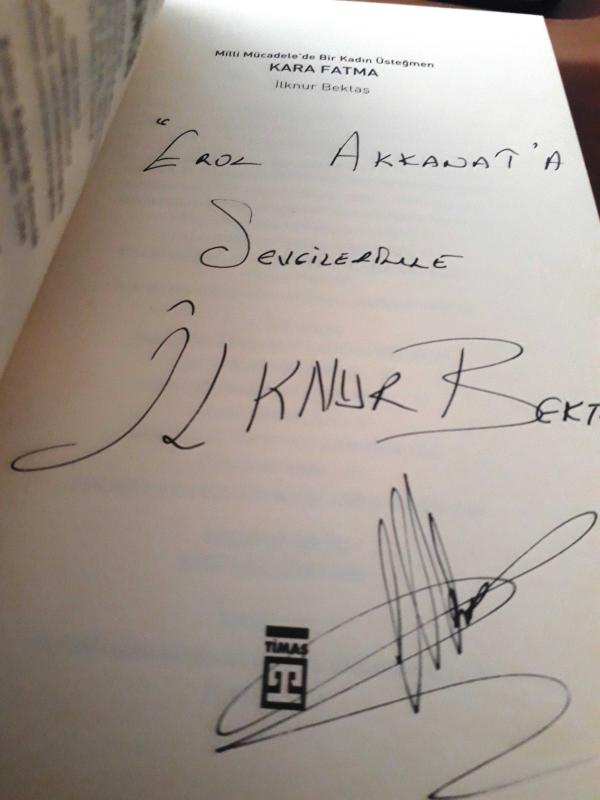 Milli Mücadele'de Bir Kadın Üsteğmen
KARA FATMA
İlknur Bektaş
"EROL AKKANAT'A
SEVGİLERİMLE
İLKNUR BEKT
TİMAŞ